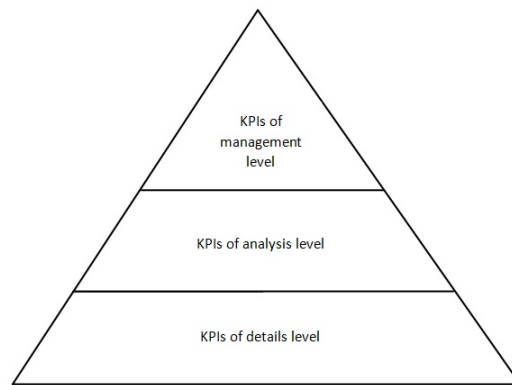 KPIs of
management
level
KPIs of analysis level
KPIs of details level